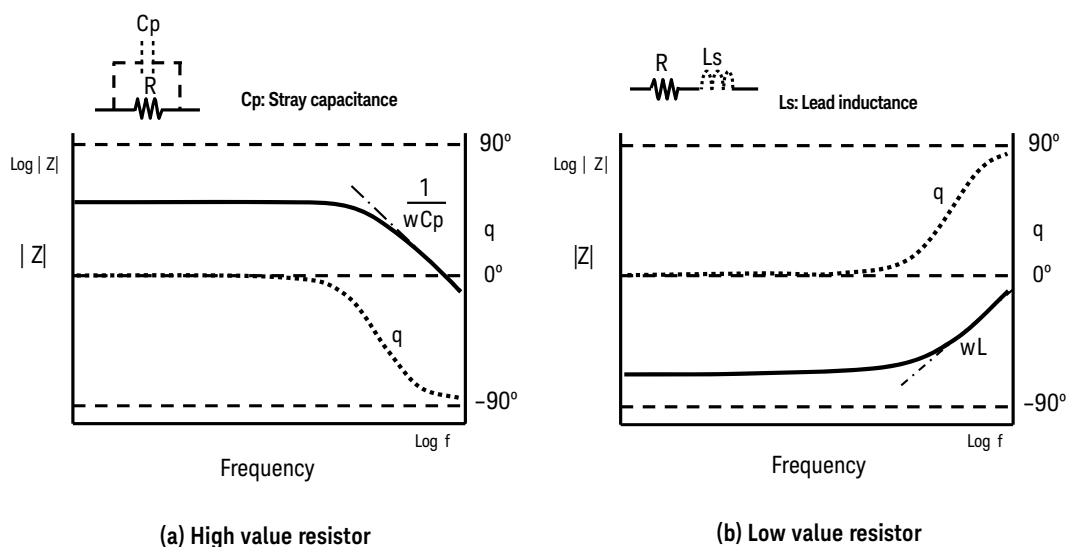 Cp
R
Cp: Stray capacitance
Log | Z|
| Z|
1
wCp
q
q
90º
q
0º
–90º
Log f
Frequency
(a) High value resistor
R
Ls
Ls: Lead inductance
Log | Z|
|Z|
q
wL
90º
q
0º
–90º
Log f
Frequency
(b) Low value resistor